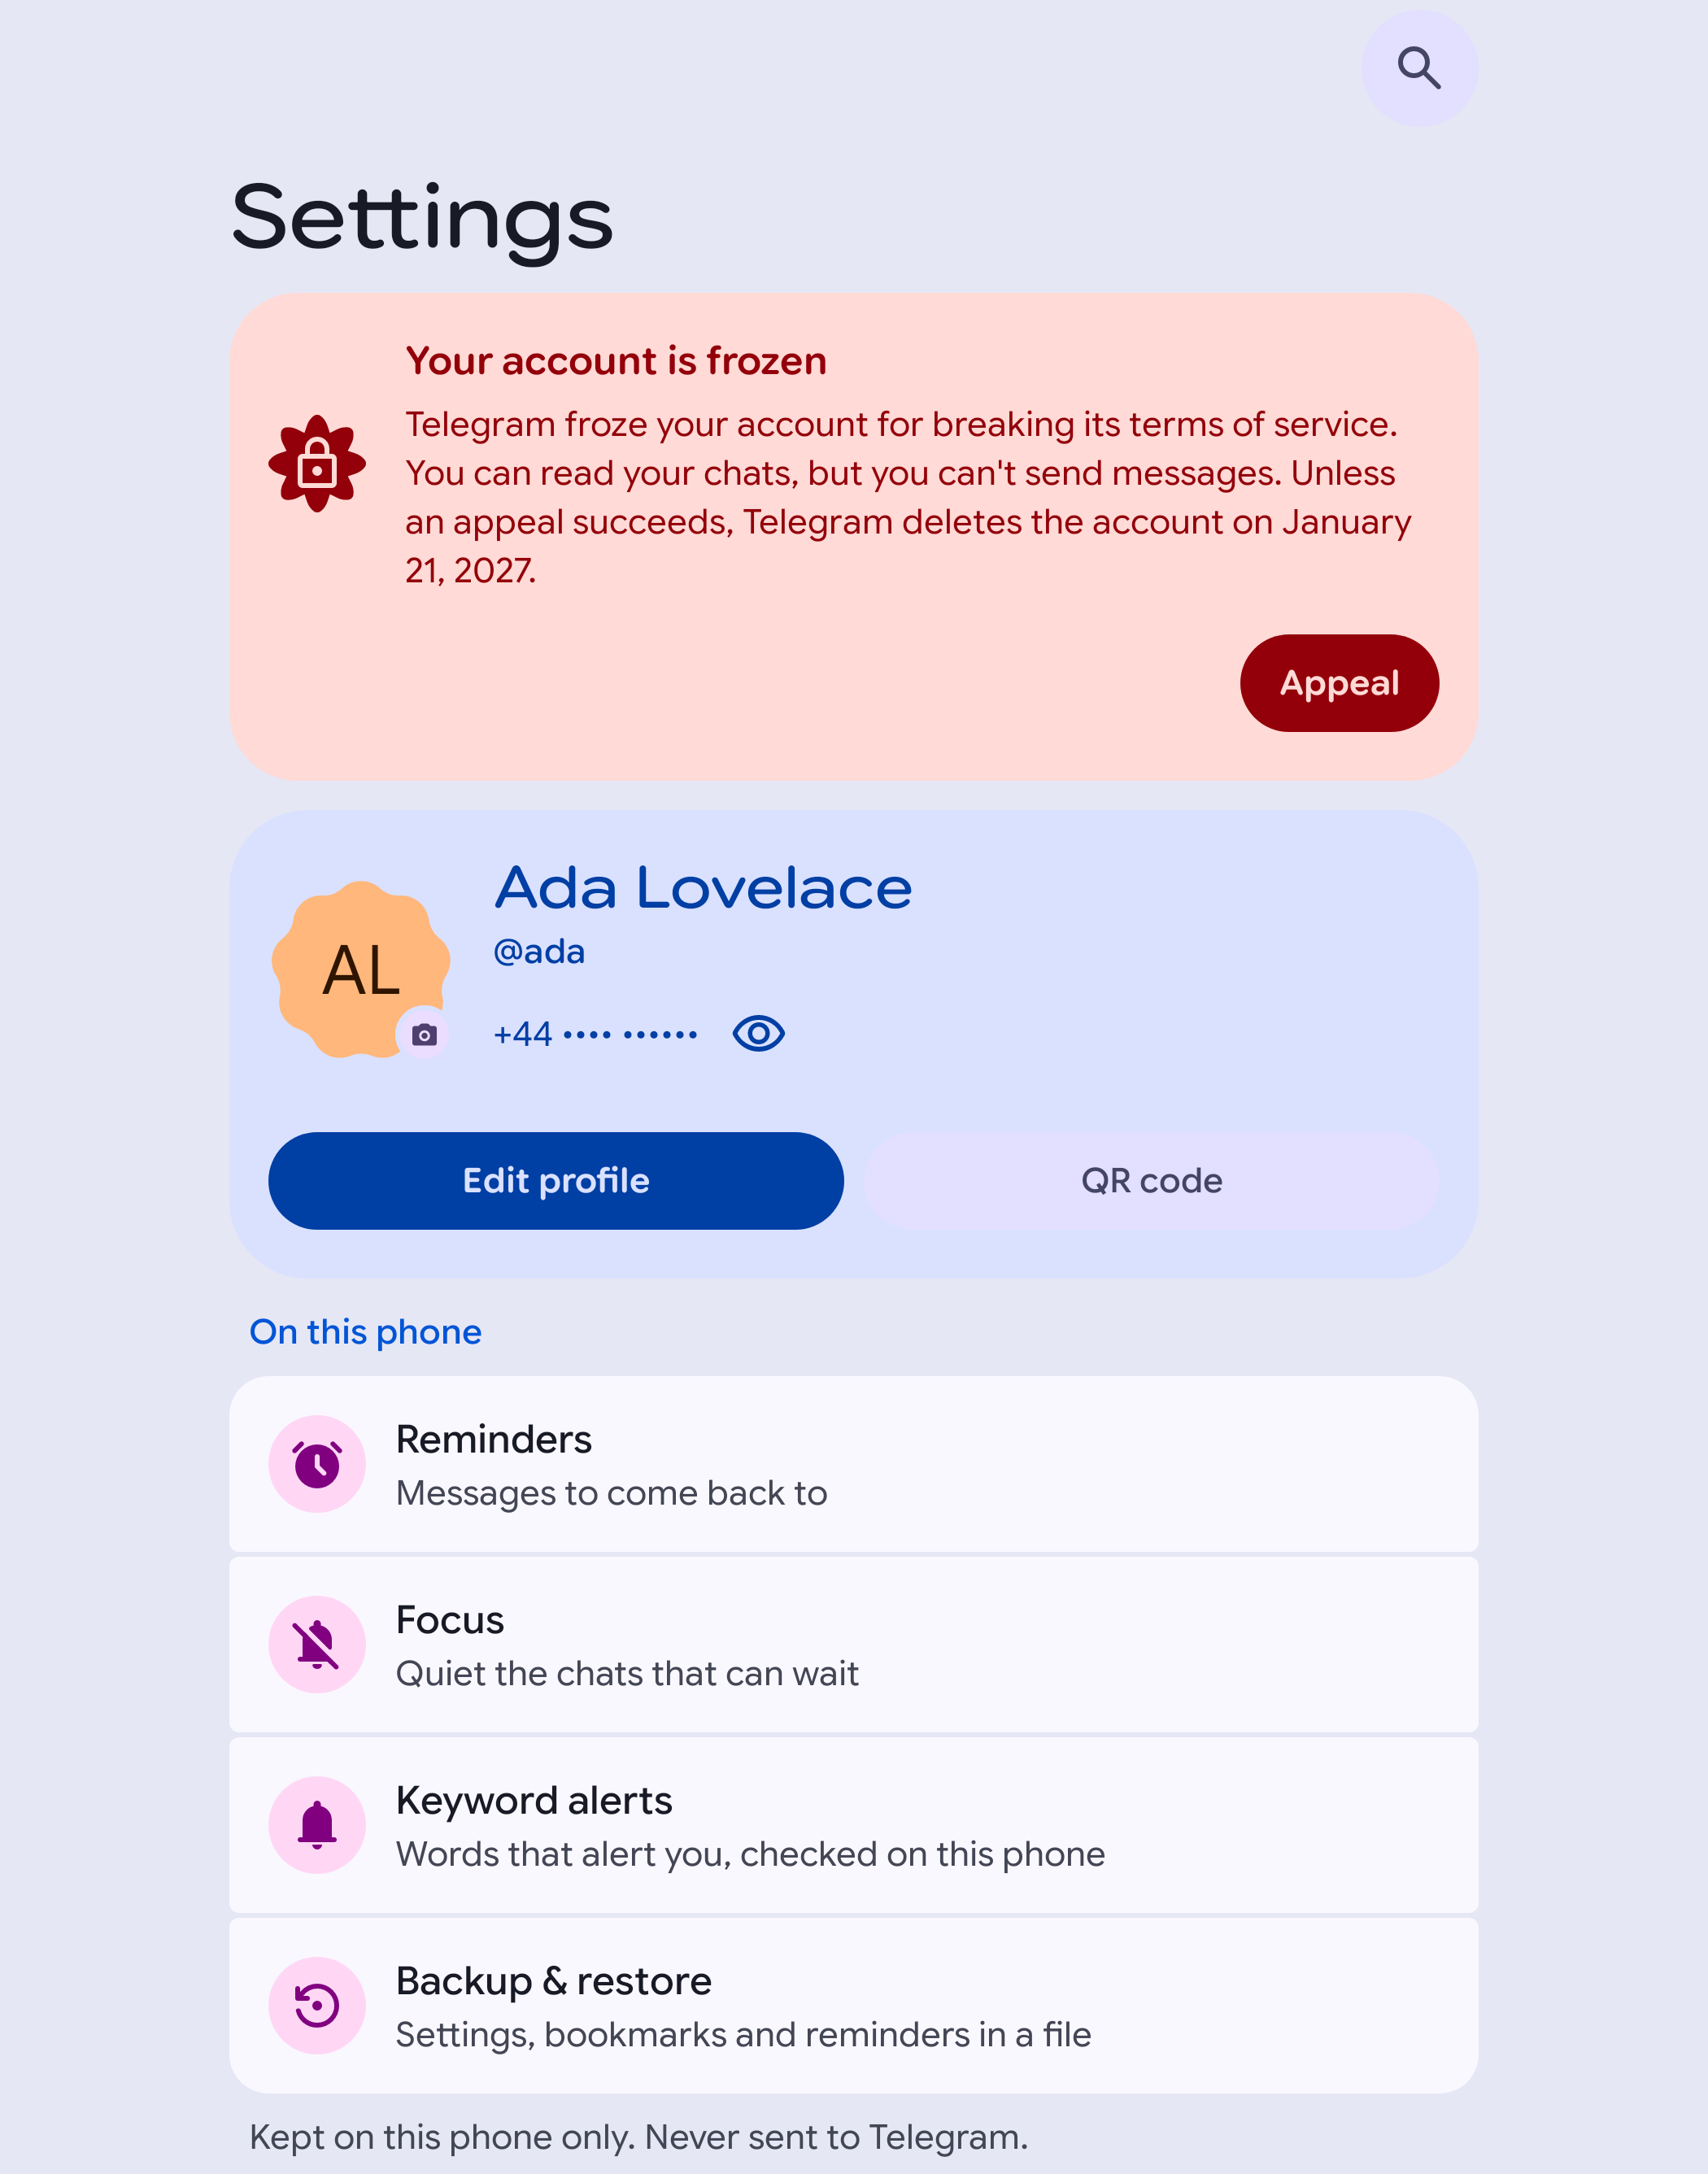 Settings
Your account is frozen
Telegram froze your account for breaking its terms of service.
You can read your chats, but you can't send messages. Unless
an appeal succeeds, Telegram deletes the account on January
21, 2027.
Appeal
Ada Lovelace
@ada
AL
+44 •••• ••••••
Edit profile
QR code
On this phone
Reminders
Messages to come back to
Focus
Quiet the chats that can wait
Keyword alerts
Words that alert you, checked on this phone
Backup & restore
Settings, bookmarks and reminders in a file
Kept on this phone only. Never sent to Telegram.